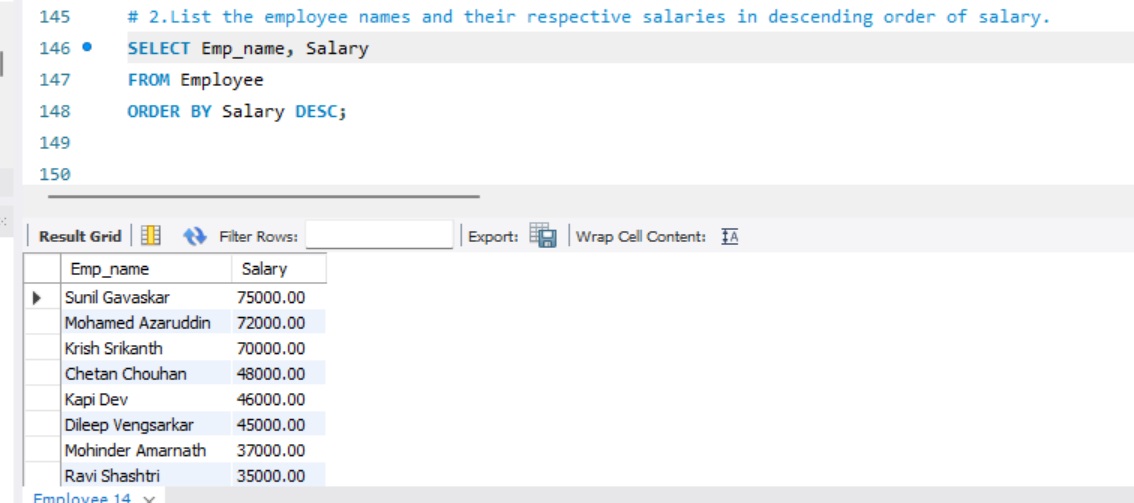 145 # 2.List the employee names and their respective salaries in descending order of salary.
146 SELECT Emp_name, Salary
147 FROM Employee
148 ORDER BY Salary DESC;
149
150
Result Grid Filter Rows: Export: Wrap Cell Content: IA
Emp_name Salary
Sunil Gavaskar 75000.00
Mohamed Azaruddin 72000.00
Krish Srikanth 70000.00
Chetan Chouhan 48000.00
Kapi Dev 46000.00
Dileep Vengsarkar 45000.00
Mohinder Amarnath 37000.00
Ravi Shashtri 35000.00
Employee 14